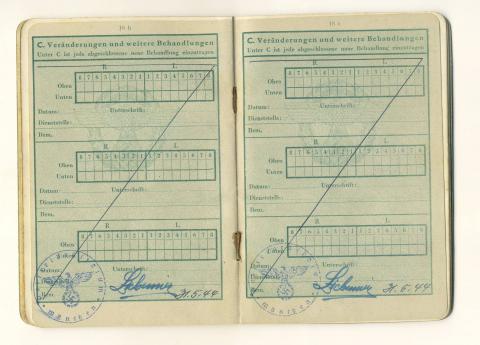 18 h
C. Veränderungen und weitere Behandlungen
Unter C ist jede abgeschlossene neue Behandlung einzutragen
R L
8 7 6 5 4 3 2 1 1 2 3 4 5 6 7 8
Oben
Unten
Datum: Unterschrift:
Dienststelle:
Bem.
R L
8 7 6 5 4 3 2 1 1 2 3 4 5 6 7 8
Oben
Unten
Datum: Unterschrift:
Dienststelle:
Bem.
R L
8 7 6 5 4 3 2 1 1 2 3 4 5 6 7 8
Oben
Unten
Datum: Unterschrift:
Bem.
31.5.44
C. Veränderungen und weitere Behandlungen
Unter C ist jede abgeschlossene neue Behandlung einzutragen
R L
8 7 6 5 4 3 2 1 1 2 3 4 5 6 7 8
Oben
Unten
Datum: Unterschrift:
Dienststelle:
Bem.
R L
8 7 6 5 4 3 2 1 1 2 3 4 5 6 7 8
Oben
Unten
Datum: Unterschrift:
Dienststelle:
Bem.
R L
8 7 6 5 4 3 2 1 1 2 3 4 5 6 7 8
Oben
Unten
Datum: Unterschrift:
Bem.
31.5.44